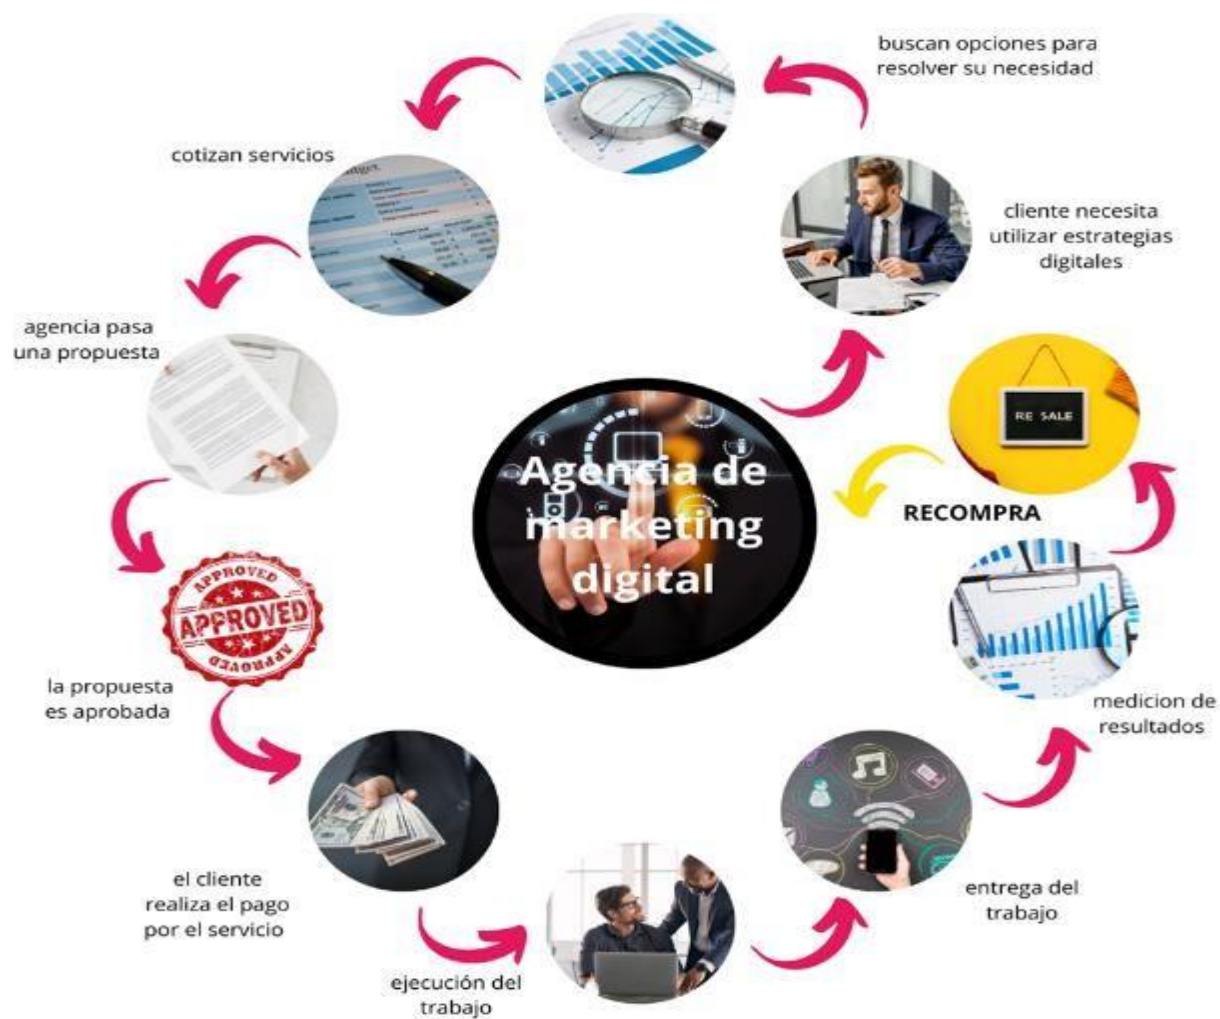 buscan opciones para
resolver su necesidad
cotizan servicios
cliente necesita
utilizar estrategias
digitales
agencia pasa
una propuesta
RE SALE
RECOMPRA
Agencia de
marketing
digital
APPROVED
APPROVED
APPROVED
la propuesta
es aprobada
medicion de
resultados
el cliente
realiza el pago
por el servicio
entrega del
trabajo
ejecución del
trabajo